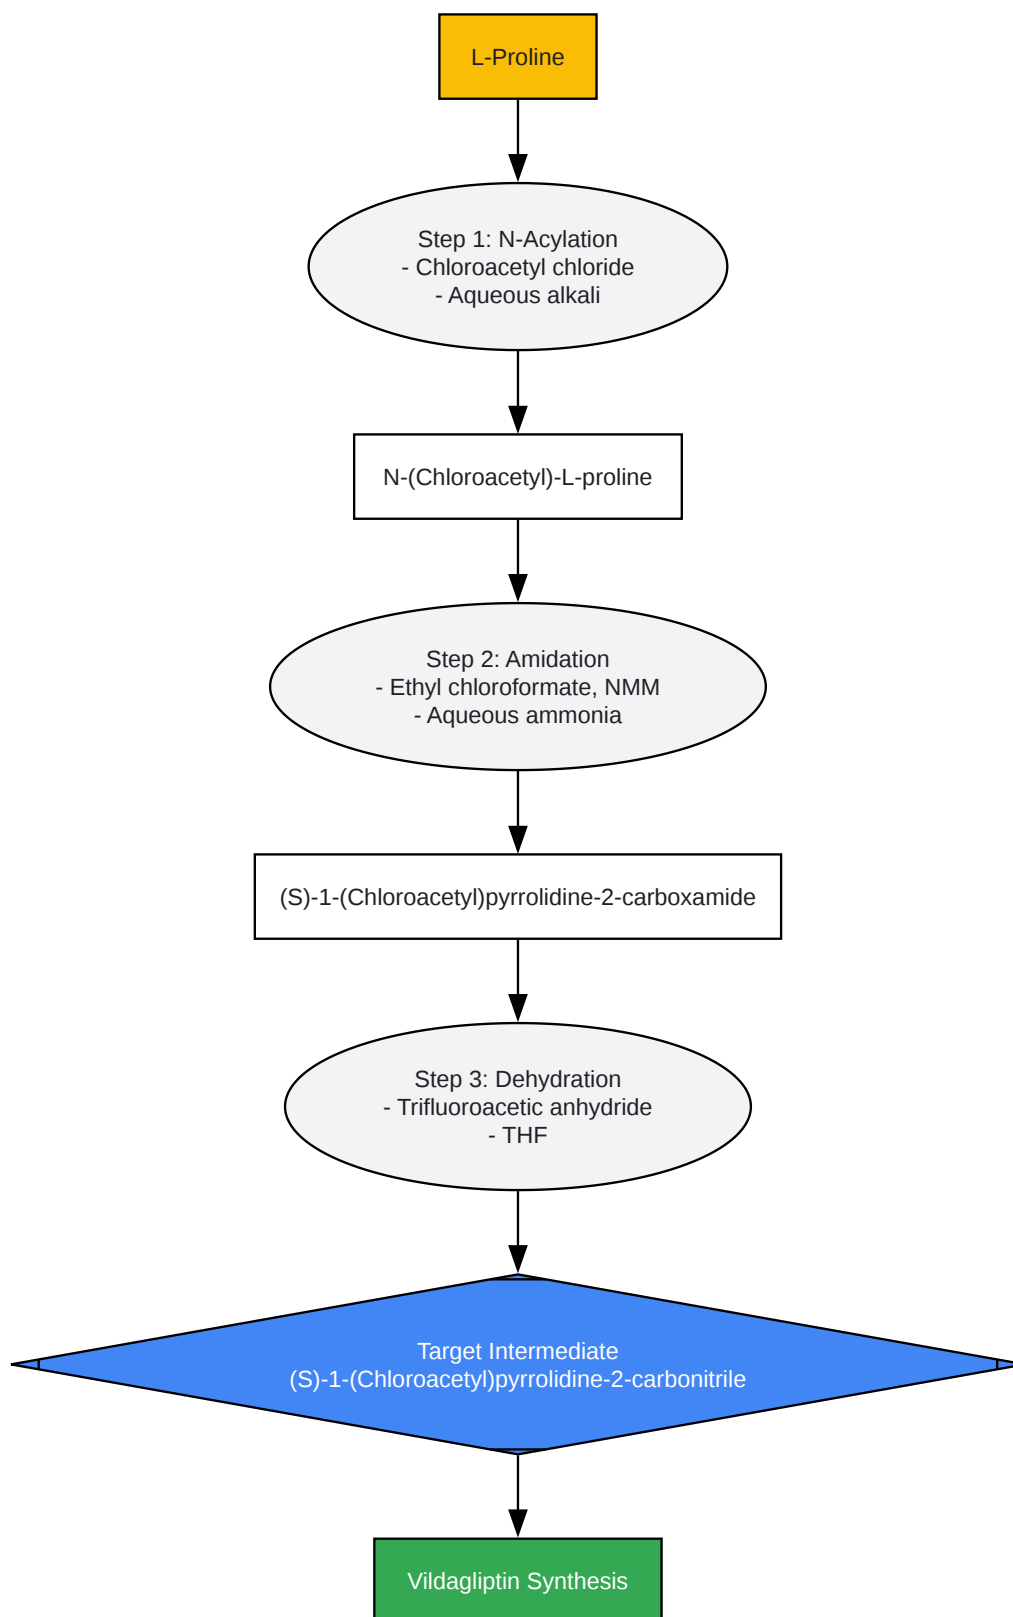 L-Proline
Step 1: N-Acylation
- Chloroacetyl chloride
- Aqueous alkali
N-(Chloroacetyl)-L-proline
Step 2: Amidation
- Ethyl chloroformate, NMM
- Aqueous ammonia
(S)-1-(Chloroacetyl)pyrrolidine-2-carboxamide
Step 3: Dehydration
- Trifluoroacetic anhydride
- THF
Target Intermediate
(S)-1-(Chloroacetyl)pyrrolidine-2-carbonitrile
Vildagliptin Synthesis